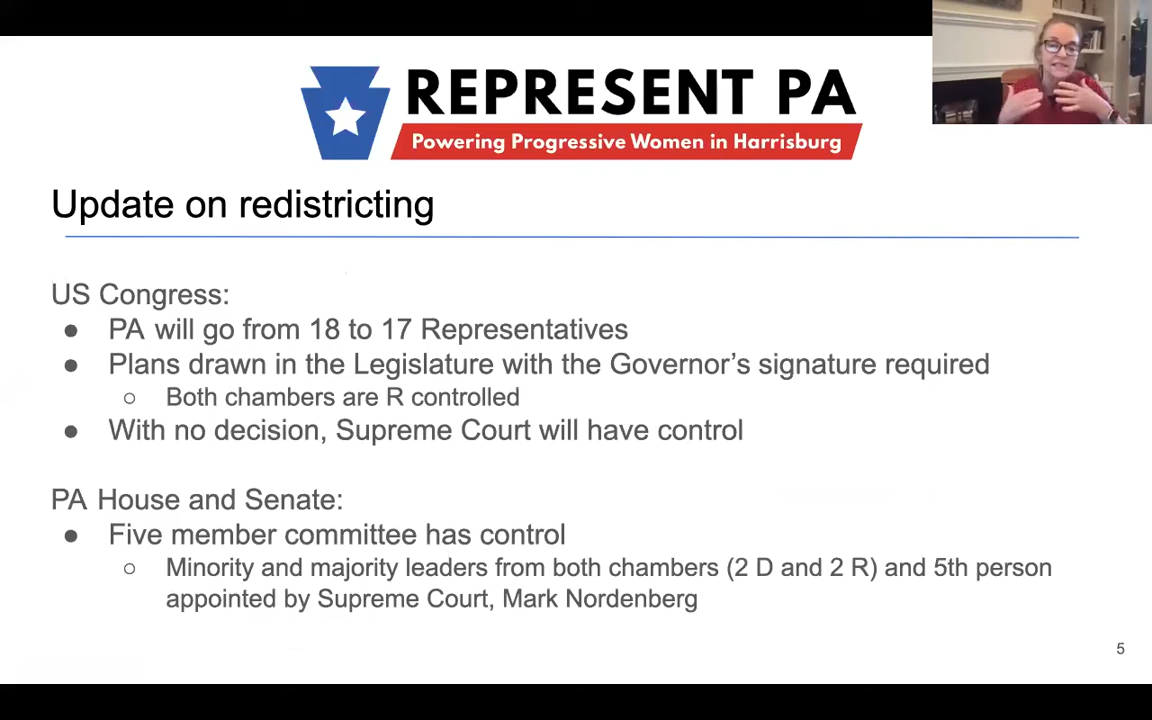 REPRESENT PA
Powering Progressive Women in Harrisburg
Update on redistricting
US Congress:
● PA will go from 18 to 17 Representatives
● Plans drawn in the Legislature with the Governor’s signature required
○ Both chambers are R controlled
● With no decision, Supreme Court will have control
PA House and Senate:
● Five member committee has control
○ Minority and majority leaders from both chambers (2 D and 2 R) and 5th person
appointed by Supreme Court, Mark Nordenberg
5